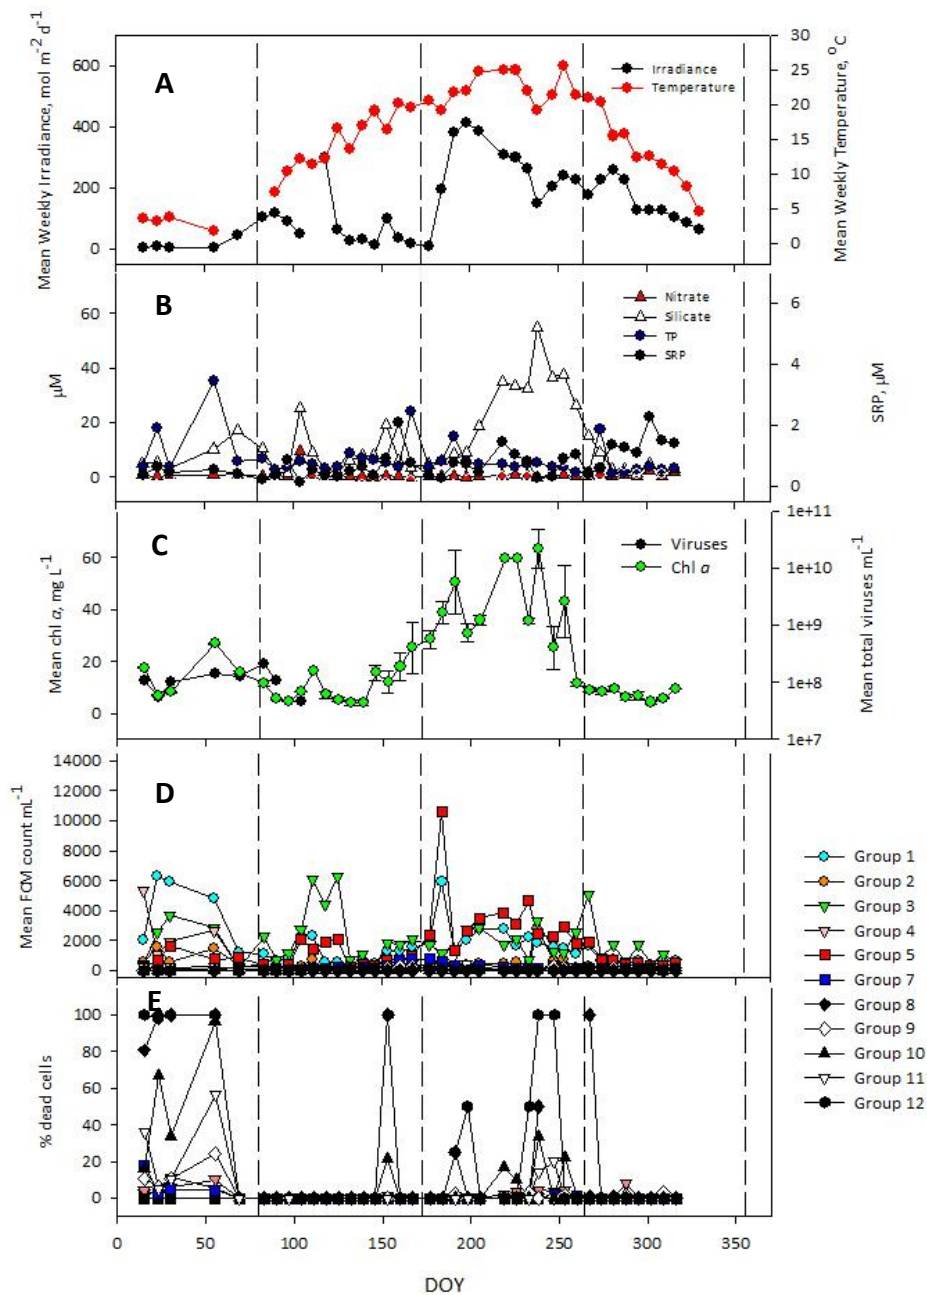 A
Mean Weekly Irradiance, mol m-2 d-1
600
400
200
0
Irradiance
Temperature
30
25
20
15
10
5
0
Mean Weekly Temperature, °C
B
µM
60
40
20
0
Nitrate
Silicate
TP
SRP
6
4
2
0
SRP, µM
C
Mean chl a, mg L-1
60
40
20
0
Viruses
Chl a
1e+11
1e+10
1e+9
1e+8
1e+7
Mean total viruses mL-1
D
Mean FCM count mL-1
14000
12000
10000
8000
6000
4000
2000
0
E
% dead cells
100
80
60
40
20
0
0
50
100
150
200
250
300
350
DOY
Group 1
Group 2
Group 3
Group 4
Group 5
Group 7
Group 8
Group 9
Group 10
Group 11
Group 12